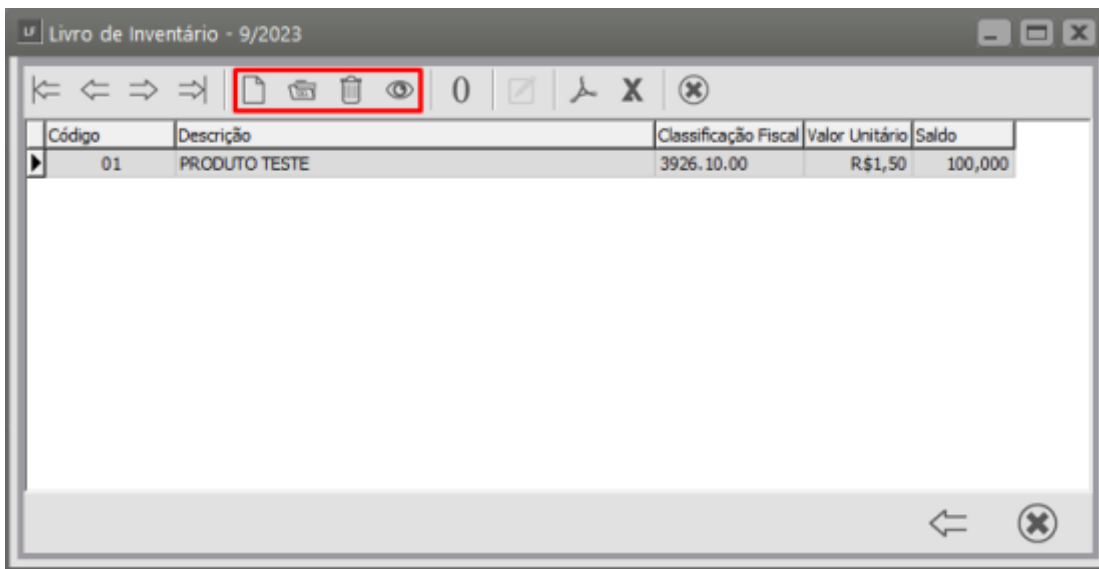 LF Livro de Inventário - 9/2023
0 X
Código Descrição Classificação Fiscal Valor Unitário Saldo
01 PRODUTO TESTE 3926.10.00 R$1,50 100,000